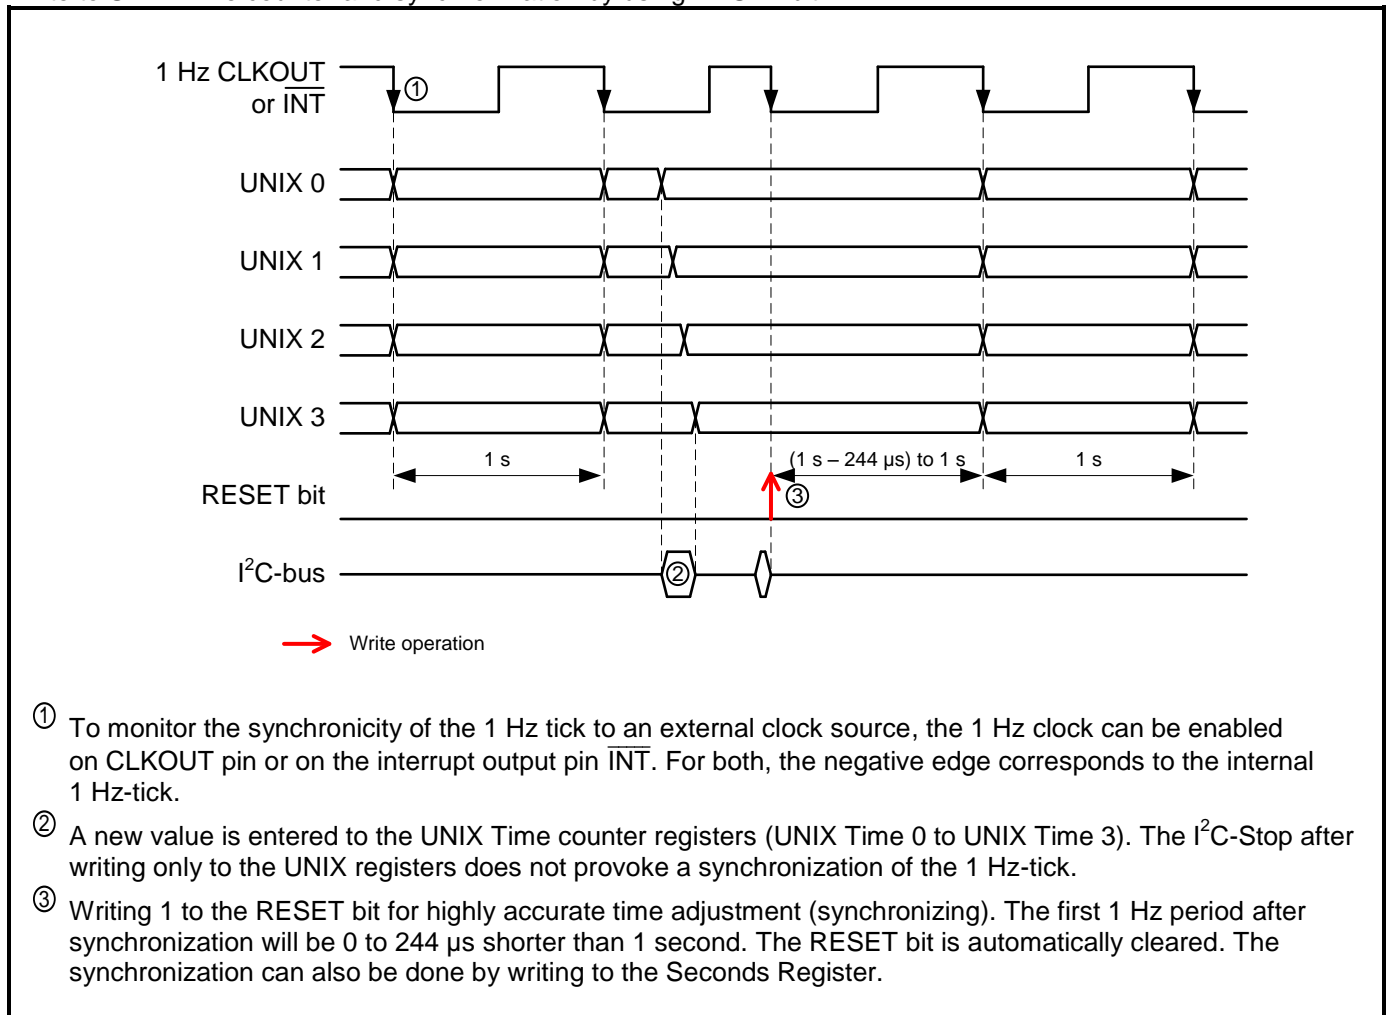 1 Hz CLKOUT
or INT
①
UNIX 0
UNIX 1
UNIX 2
UNIX 3
1 s
(1 s – 244 µs) to 1 s
1 s
RESET bit
③
I²C-bus
②
Write operation
① To monitor the synchronicity of the 1 Hz tick to an external clock source, the 1 Hz clock can be enabled
on CLKOUT pin or on the interrupt output pin INT. For both, the negative edge corresponds to the internal
1 Hz-tick.
② A new value is entered to the UNIX Time counter registers (UNIX Time 0 to UNIX Time 3). The I²C-Stop after
writing only to the UNIX registers does not provoke a synchronization of the 1 Hz-tick.
③ Writing 1 to the RESET bit for highly accurate time adjustment (synchronizing). The first 1 Hz period after
synchronization will be 0 to 244 µs shorter than 1 second. The RESET bit is automatically cleared. The
synchronization can also be done by writing to the Seconds Register.